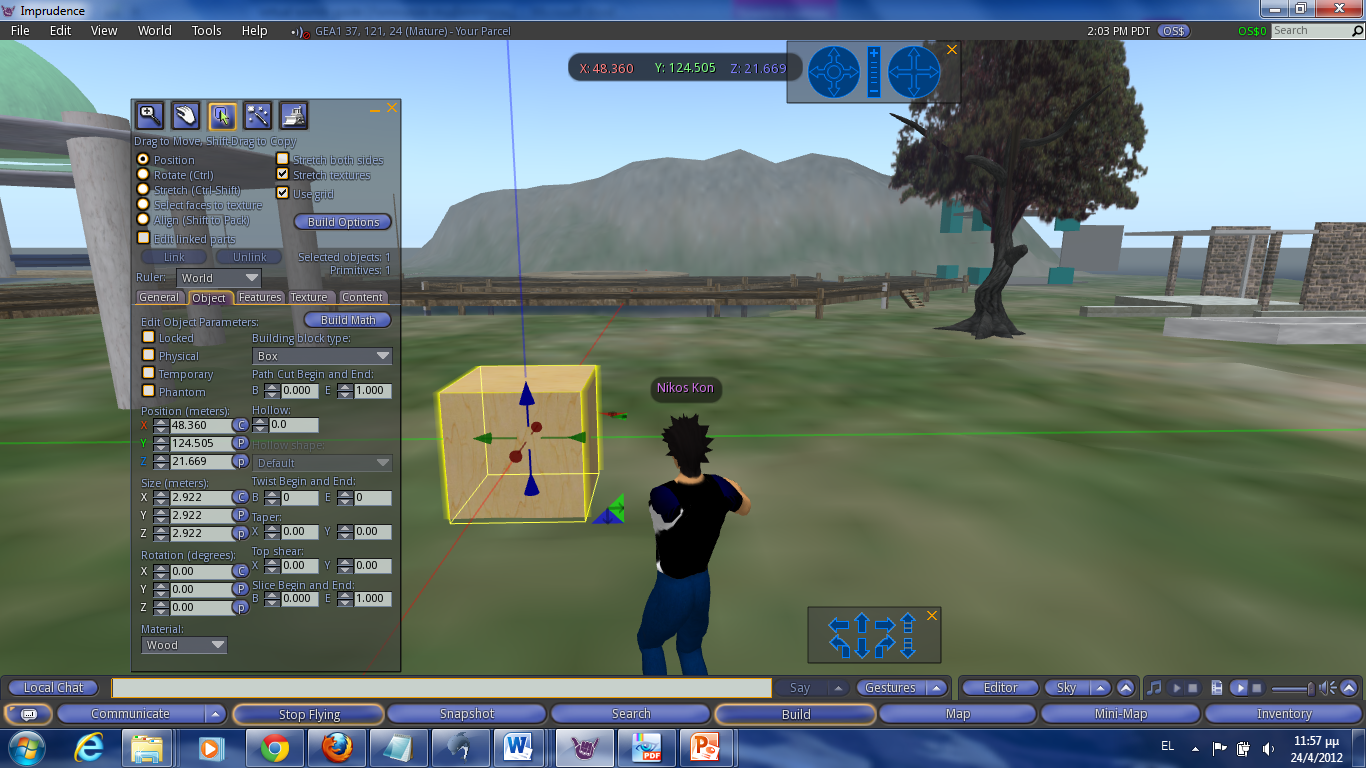 Imprudence
File Edit View World Tools Help GEA1 37, 121, 24 (Mature) - Your Parcel 2:03 PM PDT OS$ OS$0 Search
X: 48.360 Y: 124.505 Z: 21.669
Drag to Move, Shift-Drag to Copy
Position Stretch both sides
Rotate (Ctrl) Stretch textures
Stretch (Ctrl-Shift) Use grid
Select faces to texture
Align (Shift to Pack) Build Options
Edit linked parts
Link Unlink Selected objects: 1
Primitives: 1
Ruler: World
General Object Features Texture Content
Edit Object Parameters: Build Math
Locked Building block type:
Physical Box
Temporary Path Cut Begin and End:
Phantom B 0.000 E 1.000
Position (meters): Hollow:
X 48.360 C 0.0
Y 124.505 P Hollow shape
Z 21.669 p Default
Size (meters): Twist Begin and End:
X 2.922 C B 0 E 0
Y 2.922 P Taper:
Z 2.922 p X 0.00 Y 0.00
Rotation (degrees): Top shear:
X 0.00 C X 0.00 Y 0.00
Y 0.00 P Slice Begin and End:
Z 0.00 p B 0.000 E 1.000
Material:
Wood
Nikos Kon
Local Chat Say Gestures Editor Sky
Communicate Stop Flying Snapshot Search Build Map Mini-Map Inventory
W PDF P EL 11:57 μμ
24/4/2012